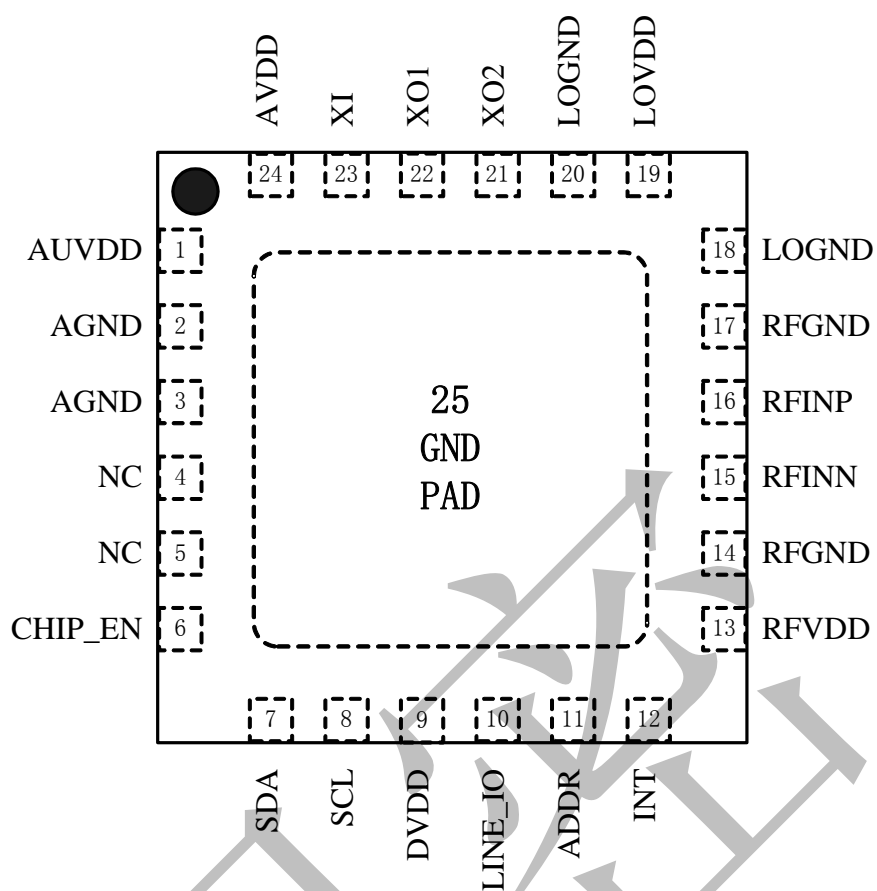 AVDD
XI
XO1
XO2
LOGND
LOVDD
24
23
22
21
20
19
AUVDD 1
18 LOGND
AGND 2
17 RFGND
AGND 3
16 RFINP
25
GND
PAD
NC 4
15 RFINN
NC 5
14 RFGND
CHIP_EN 6
13 RFVDD
7
8
9
10
11
12
SDA
SCL
DVDD
LINE_IO
ADDR
INT